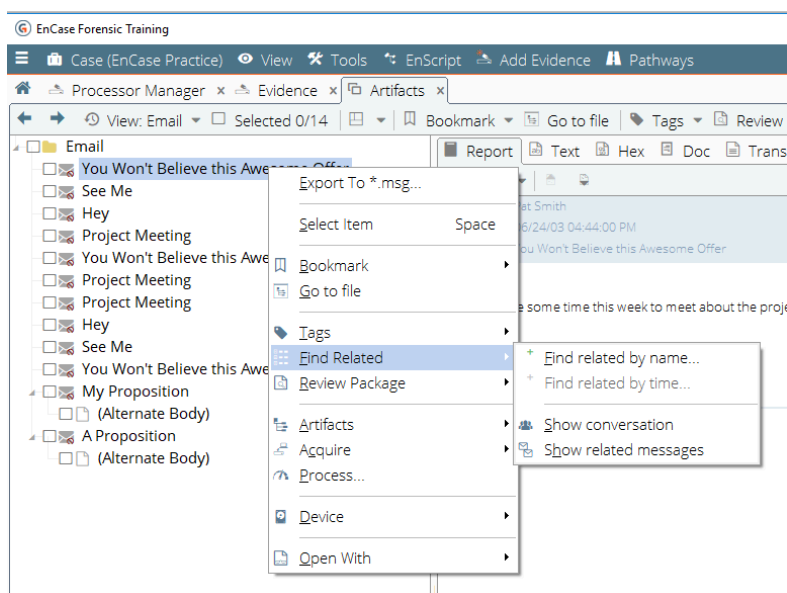 EnCase Forensic Training
Case (EnCase Practice) View Tools EnScript Add Evidence Pathways
Processor Manager x Evidence x Artifacts x
View: Email Selected 0/14 Bookmark Go to file Tags Review
Email
You Won't Believe this Awesome Offer
See Me
Hey
Project Meeting
You Won't Believe this Awe
Project Meeting
Project Meeting
Hey
See Me
You Won't Believe this Awe
My Proposition
(Alternate Body)
A Proposition
(Alternate Body)
Export To *.msg...
Select Item Space
Bookmark
Go to file
Tags
Find Related
Review Package
Artifacts
Acquire
Process...
Device
Open With
Find related by name...
Find related by time...
Show conversation
Show related messages
Report Text Hex Doc Trans
at Smith
6/24/03 04:44:00 PM
ou Won't Believe this Awesome Offer
e some time this week to meet about the proje